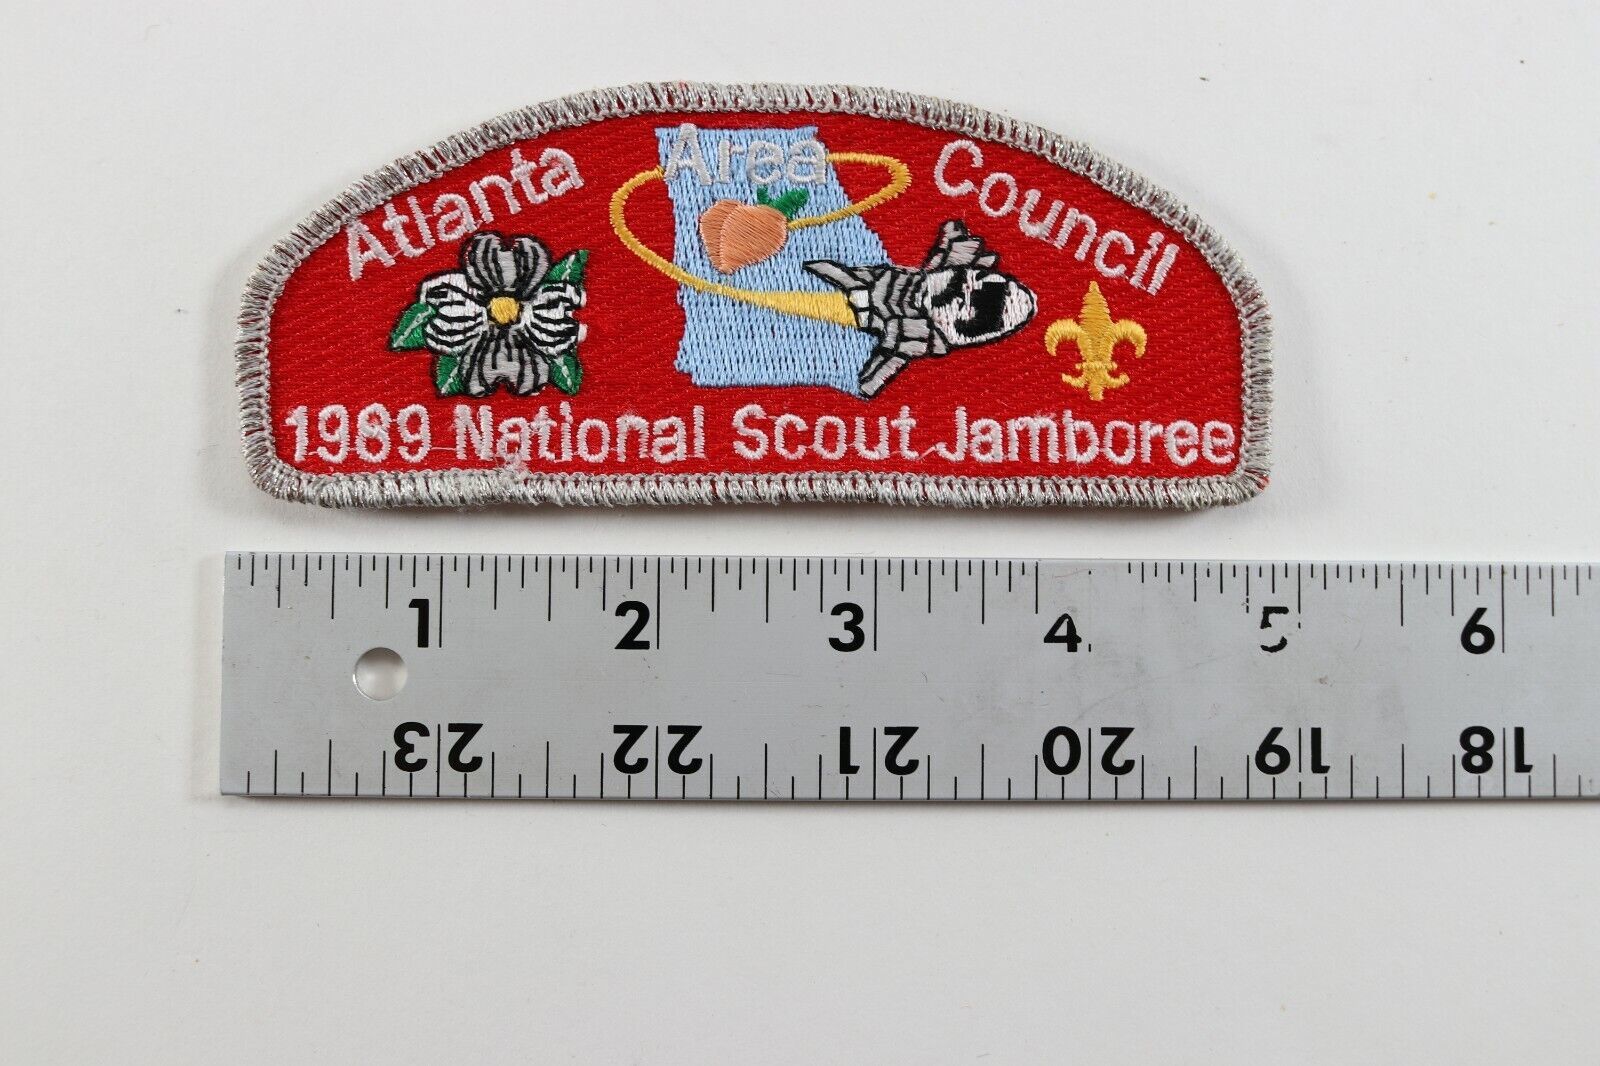 Atlanta Area Council
1989 National Scout Jamboree
1 2 3 4 5 6
23 22 21 20 19 18